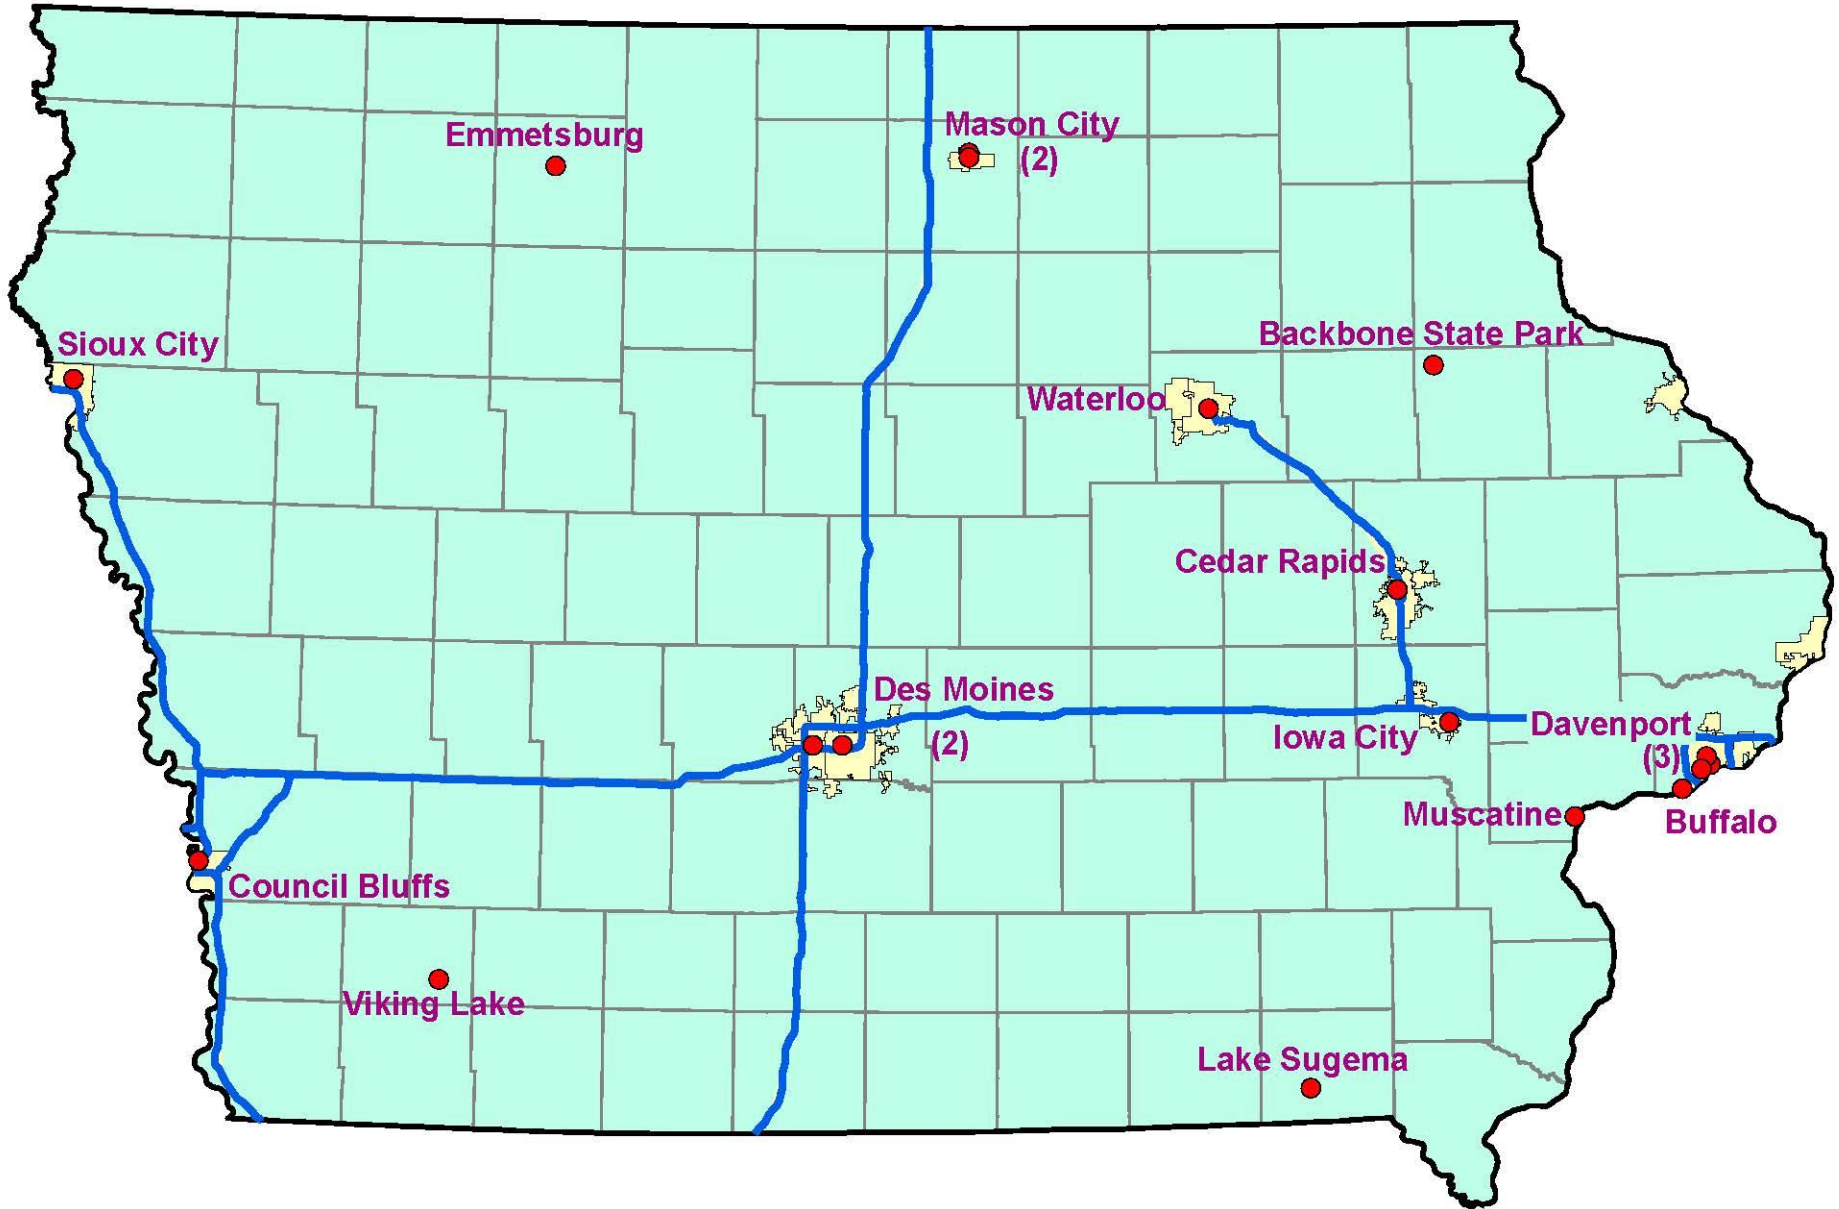 Emmetsburg
Mason City
(2)
Sioux City
Backbone State Park
Waterloo
Cedar Rapids
Des Moines
(2)
Iowa City
Davenport
(3)
Muscatine
Buffalo
Council Bluffs
Viking Lake
Lake Sugema